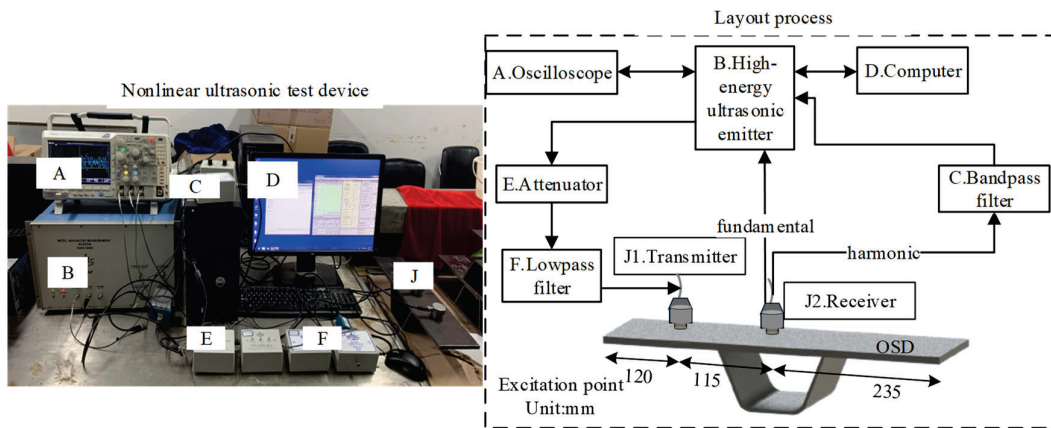 Nonlinear ultrasonic test device
A
B
C
D
E
F
J
Layout process
A.Oscilloscope
B.High-
energy
ultrasonic
emitter
D.Computer
E.Attenuator
C.Bandpass
filter
fundamental
F.Lowpass
filter
J1.Transmitter
harmonic
J2.Receiver
OSD
120
115
235
Excitation point
Unit:mm